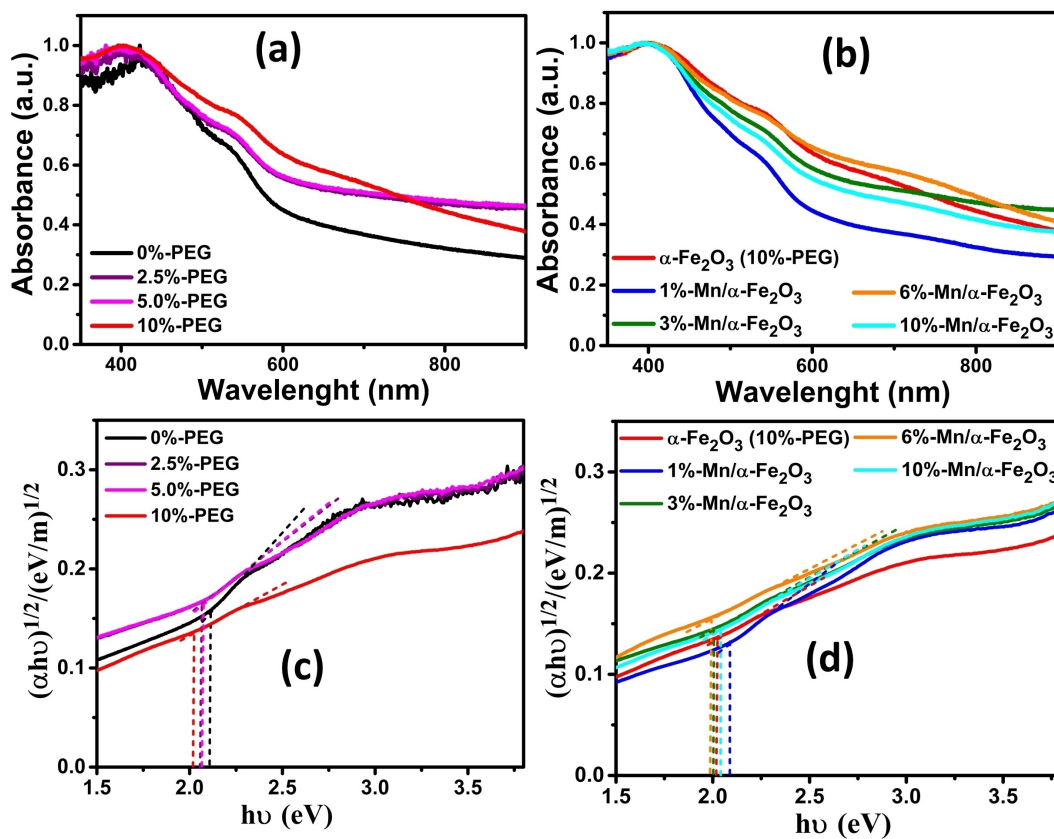 (a)
Absorbance (a.u.)
1.0
0.8
0.6
0.4
0.2
0.0
0%-PEG
2.5%-PEG
5.0%-PEG
10%-PEG
400 600 800
Wavelenght (nm)
(b)
Absorbance (a.u.)
1.0
0.8
0.6
0.4
0.2
0.0
α-Fe₂O₃ (10%-PEG)
1%-Mn/α-Fe₂O₃
3%-Mn/α-Fe₂O₃
6%-Mn/α-Fe₂O₃
10%-Mn/α-Fe₂O₃
400 600 800
Wavelenght (nm)
(c)
(αhυ)^1/2/(eV/m)^1/2
0.3
0.2
0.1
0.0
0%-PEG
2.5%-PEG
5.0%-PEG
10%-PEG
1.5 2.0 2.5 3.0 3.5
hυ (eV)
(d)
(αhυ)^1/2/(eV/m)^1/2
0.3
0.2
0.1
0.0
α-Fe₂O₃ (10%-PEG)
1%-Mn/α-Fe₂O₃
3%-Mn/α-Fe₂O₃
6%-Mn/α-Fe₂O₃
10%-Mn/α-Fe₂O₃
1.5 2.0 2.5 3.0 3.5
hυ (eV)